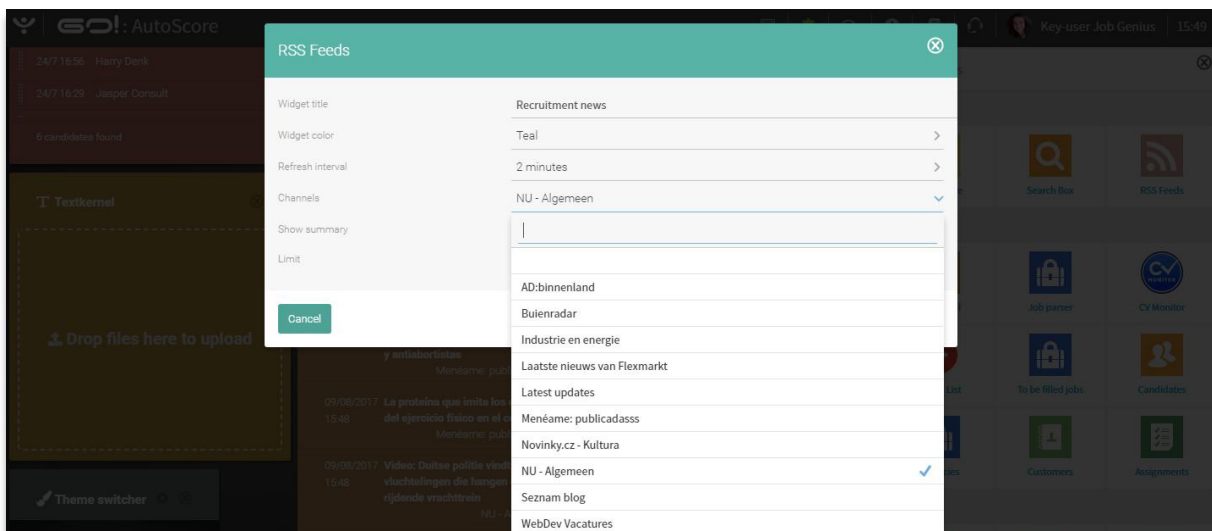 GO!: AutoScore
Key-user Job Genius 15:49
24/7 16:56 Harry Derik
24/7 16:29 Jasper Consult
6 candidates found
Textkernel
Drop files here to upload
Theme switcher
RSS Feeds
Widget title Recruitment news
Widget color Teal
Refresh interval 2 minutes
Channels NU - Algemeen
Show summary
Limit
Cancel
AD:binnenland
Buienradar
Industrie en energie
Laatste nieuws van Flexmarkt
Latest updates
Menéame: publicadasss
Novinky.cz - Kultura
NU - Algemeen
Seznam blog
WebDev Vacatures
y antiabortistas
Menéame:
09/08/2017 La proteína que imita los
15:48 del ejercicio físico en el
Menéame:
09/08/2017 Video: Duitse politie
15:48 vluchtelingen die hangen
rijdende vrachttrein
NU -
Search Box
RSS Feeds
Job parser
CV
MONITOR
CV Monitor
List
To be filled jobs
Candidates
Customers
Assignments